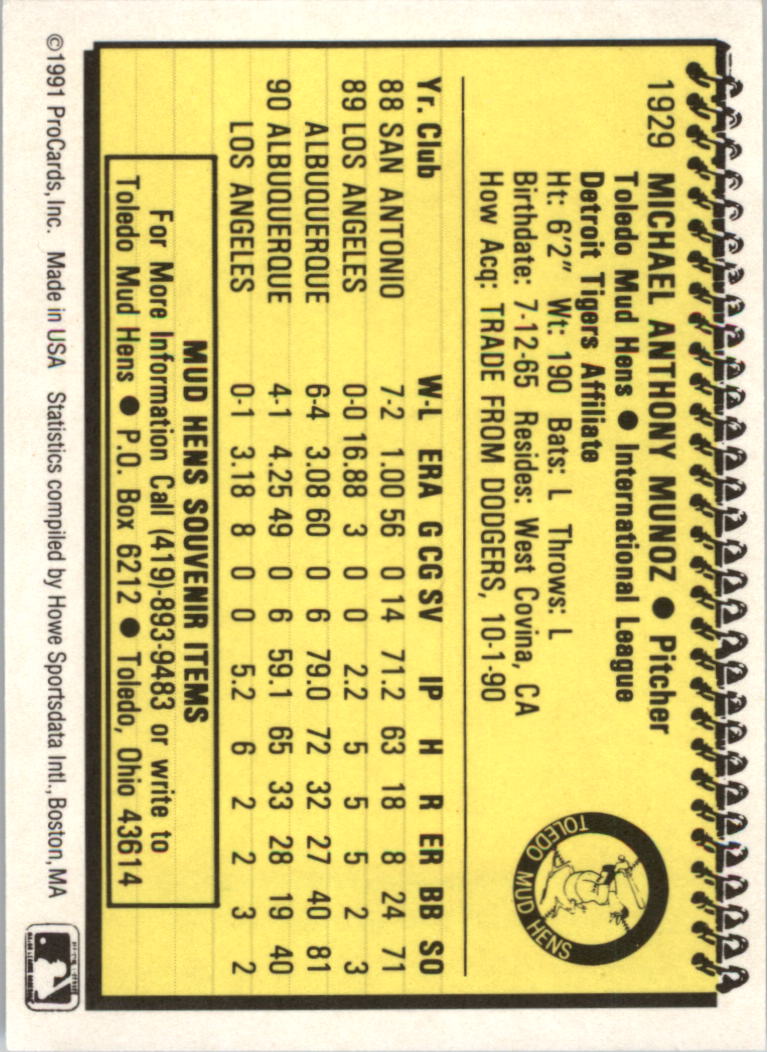 1929 MICHAEL ANTHONY MUNOZ ● Pitcher
Toledo Mud Hens ● International League
Detroit Tigers Affiliate
Ht: 6'2" Wt: 190 Bats: L Throws: L
Birthdate: 7-12-65 Resides: West Covina, CA
How Acq: TRADE FROM DODGERS, 10-1-90
TOLEDO MUD HENS
Yr. Club W-L ERA G CG SV IP H R ER BB SO
88 SAN ANTONIO 7-2 1.00 56 0 14 71.2 63 18 8 24 71
89 LOS ANGELES 0-0 16.88 3 0 0 2.2 5 5 5 2 3
ALBUQUERQUE 6-4 3.08 60 0 6 79.0 72 32 27 40 81
90 ALBUQUERQUE 4-1 4.25 49 0 6 59.1 65 33 28 19 40
LOS ANGELES 0-1 3.18 8 0 0 5.2 6 2 2 3 2
MUD HENS SOUVENIR ITEMS
For More Information Call (419)-893-9483 or write to
Toledo Mud Hens ● P.O. Box 6212 ● Toledo, Ohio 43614
©1991 ProCards, Inc. Made in USA Statistics compiled by Howe Sportsdata Intl., Boston, MA